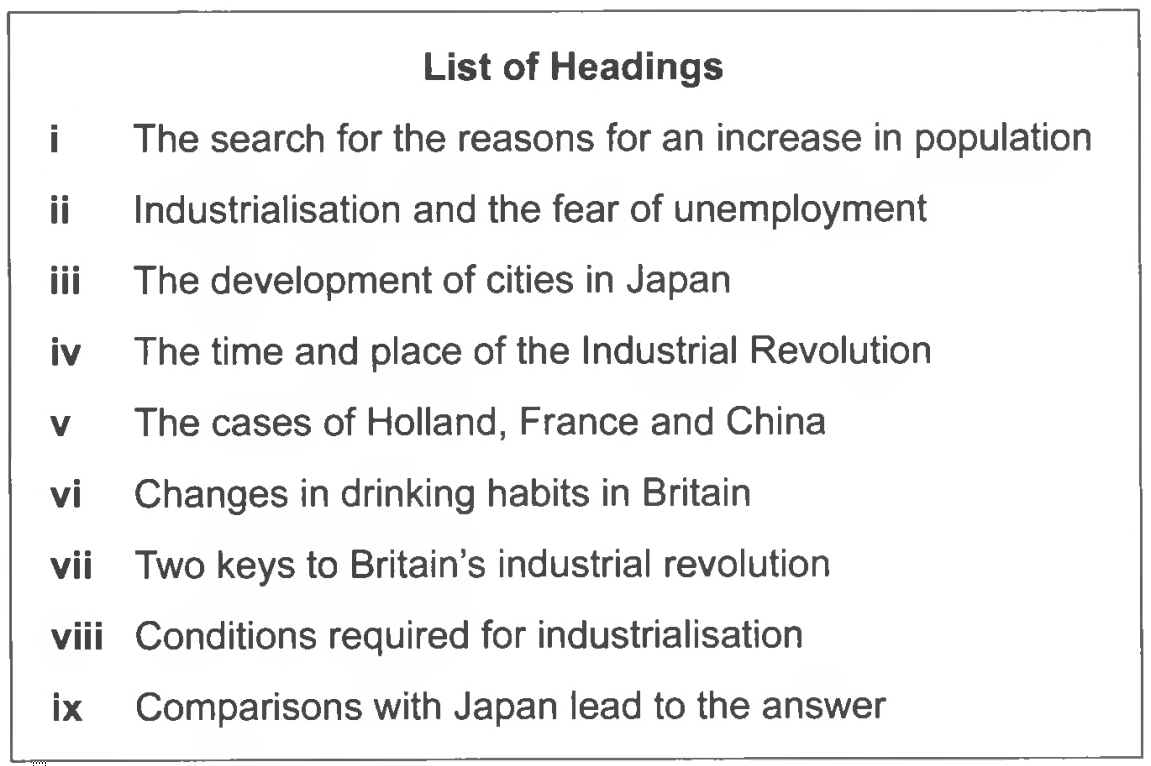 List of Headings
i The search for the reasons for an increase in population
ii Industrialisation and the fear of unemployment
iii The development of cities in Japan
iv The time and place of the Industrial Revolution
v The cases of Holland, France and China
vi Changes in drinking habits in Britain
vii Two keys to Britain's industrial revolution
viii Conditions required for industrialisation
ix Comparisons with Japan lead to the answer